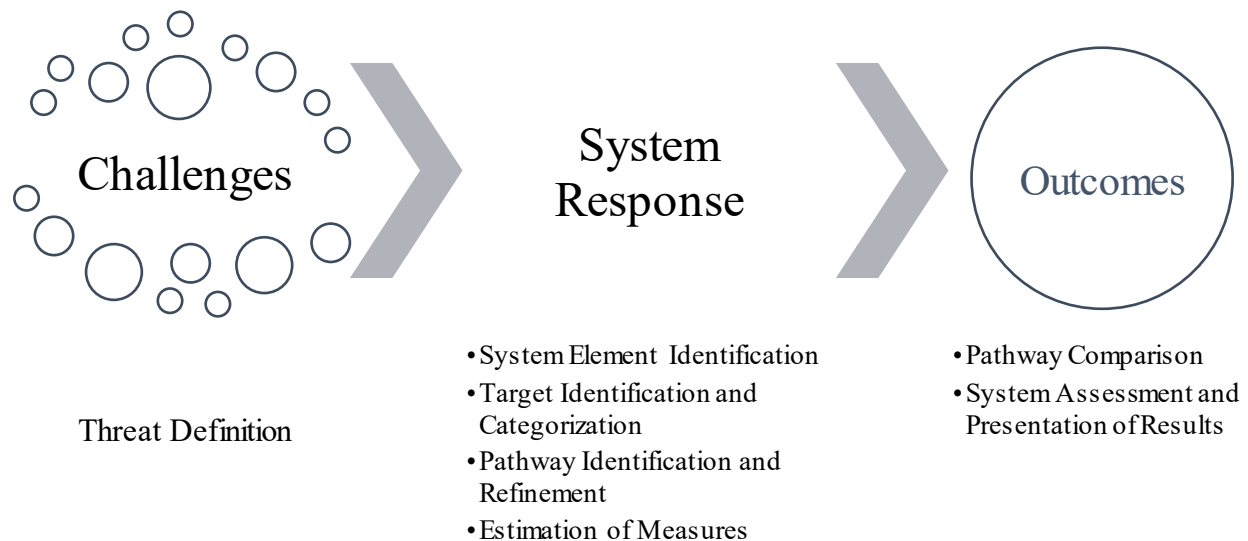 Challenges
System
Response
Outcomes
Threat Definition
•System Element Identification
•Target Identification and
Categorization
•Pathway Identification and
Refinement
•Estimation of Measures
•Pathway Comparison
•System Assessment and
Presentation of Results